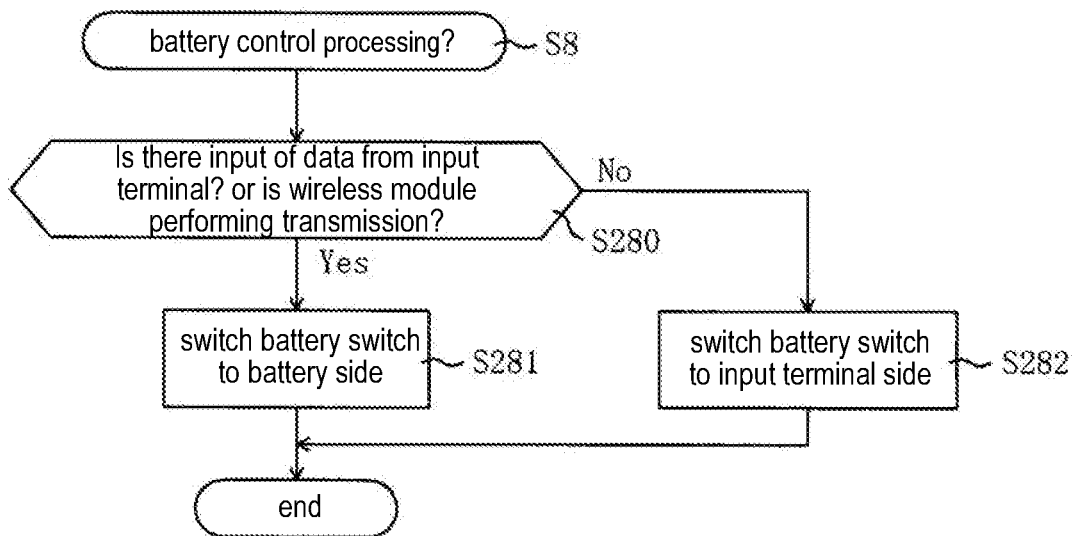 battery control processing?
S8
Is there input of data from input
terminal? or is wireless module
performing transmission?
No
S280
Yes
switch battery switch
to battery side
S281
switch battery switch
to input terminal side
S282
end